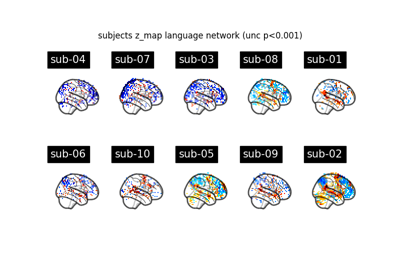 subjects z_map language network (unc p<0.001)
sub-04 sub-07 sub-03 sub-08 sub-01
sub-06 sub-10 sub-05 sub-09 sub-02